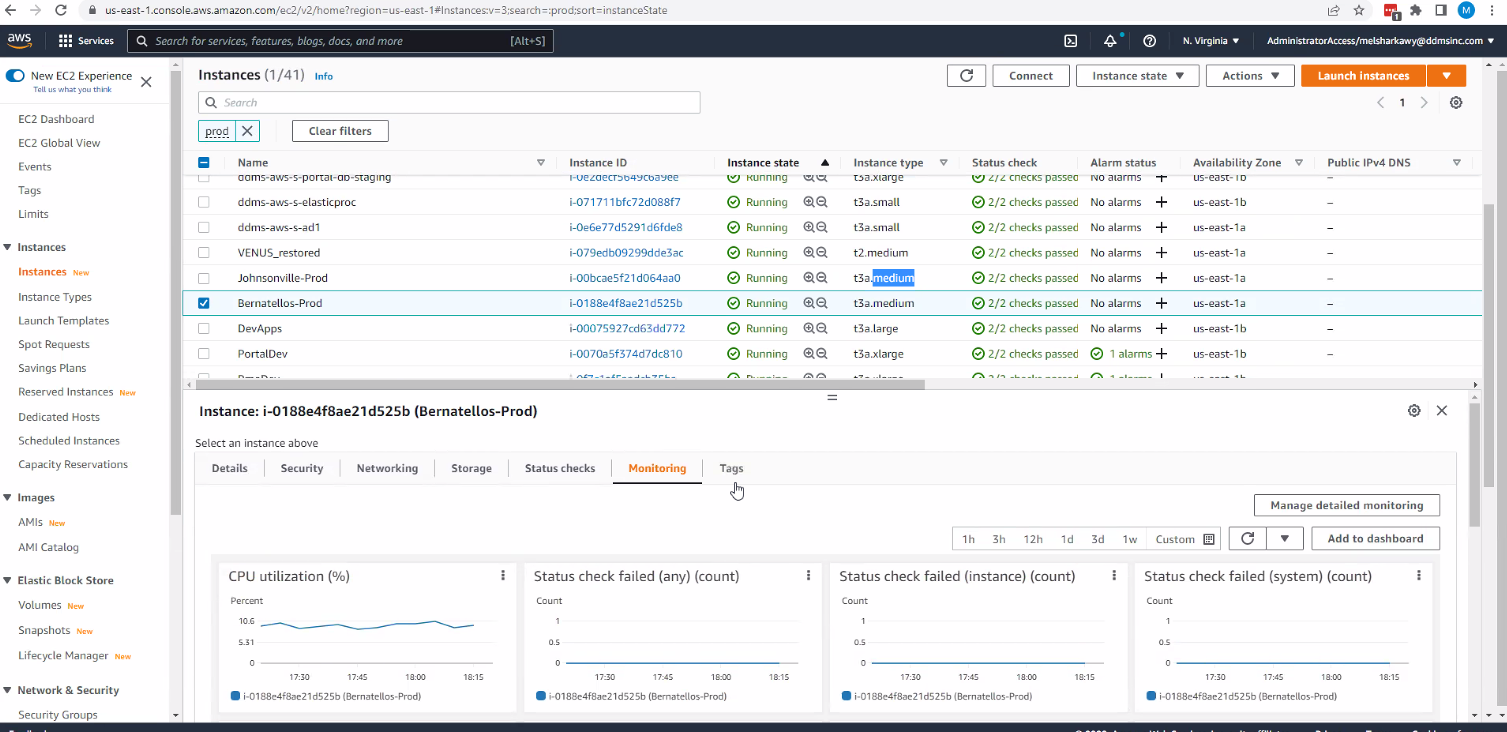 us-east-1.console.aws.amazon.com/ec2/v2/home?region=us-east-1#Instances:v=3;search=:prod;sort=instanceState
1
M
aws
Services
Search for services, features, blogs, docs, and more
[Alt+S]
N. Virginia
AdministratorAccess/melsharkawy@ddmsinc.com
New EC2 Experience
Tell us what you think
EC2 Dashboard
EC2 Global View
Events
Tags
Limits
Instances
Instances New
Instance Types
Launch Templates
Spot Requests
Savings Plans
Reserved Instances New
Dedicated Hosts
Scheduled Instances
Capacity Reservations
Images
AMIs New
AMI Catalog
Elastic Block Store
Volumes New
Snapshots New
Lifecycle Manager New
Network & Security
Security Groups
Instances (1/41) Info
Connect
Instance state
Actions
Launch instances
Search
1
prod
Clear filters
Name Instance ID Instance state Instance type Status check Alarm status Availability Zone Public IPv4 DNS
ddms-aws-s-portal-db-staging i-0e2decf5649c6a9ee Running t3a.xlarge 2/2 checks passed No alarms + us-east-1b –
ddms-aws-s-elasticproc i-071711bfc72d088f7 Running t3a.small 2/2 checks passed No alarms + us-east-1b –
ddms-aws-s-ad1 i-0e6e77d5291d6fde8 Running t3a.small 2/2 checks passed No alarms + us-east-1a –
VENUS_restored i-079edb09299dde3ac Running t2.medium 2/2 checks passed No alarms + us-east-1a –
Johnsonville-Prod i-00bcae5f21d064aa0 Running t3a.medium 2/2 checks passed No alarms + us-east-1a –
Bernatellos-Prod i-0188e4f8ae21d525b Running t3a.medium 2/2 checks passed No alarms + us-east-1a –
DevApps i-00075927cd63dd772 Running t3a.large 2/2 checks passed No alarms + us-east-1b –
PortalDev i-0070a5f374d7dc810 Running t3a.xlarge 2/2 checks passed 1 alarms + us-east-1b –
Instance: i-0188e4f8ae21d525b (Bernatellos-Prod)
Select an instance above
Details Security Networking Storage Status checks Monitoring Tags
Manage detailed monitoring
1h 3h 12h 1d 3d 1w Custom
Add to dashboard
CPU utilization (%)
Percent
10.6
5.31
0
17:30 17:45 18:00 18:15
i-0188e4f8ae21d525b (Bernatellos-Prod)
Status check failed (any) (count)
Count
1
0.5
0
17:30 17:45 18:00 18:15
i-0188e4f8ae21d525b (Bernatellos-Prod)
Status check failed (instance) (count)
Count
1
0.5
0
17:30 17:45 18:00 18:15
i-0188e4f8ae21d525b (Bernatellos-Prod)
Status check failed (system) (count)
Count
1
0.5
0
17:30 17:45 18:00 18:15
i-0188e4f8ae21d525b (Bernatellos-Prod)